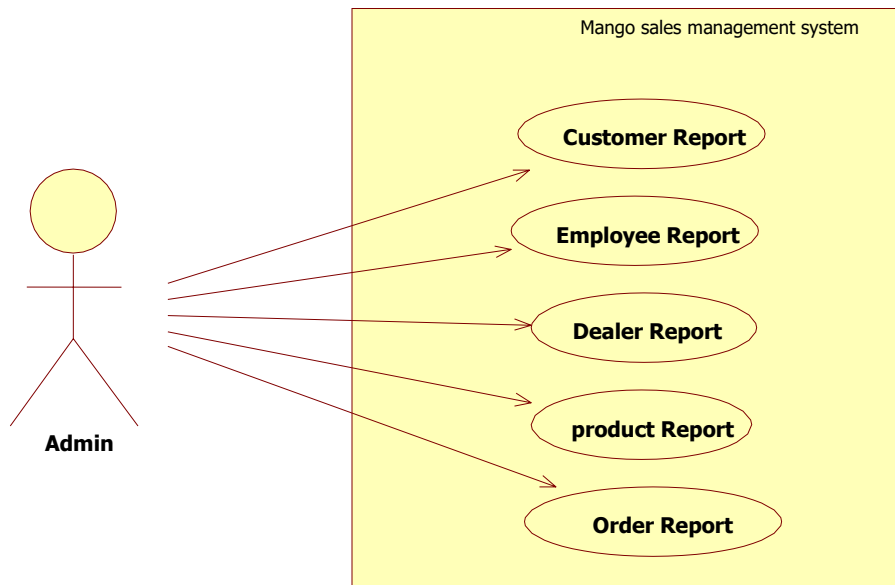 Mango sales management system
Customer Report
Employee Report
Dealer Report
product Report
Order Report
Admin